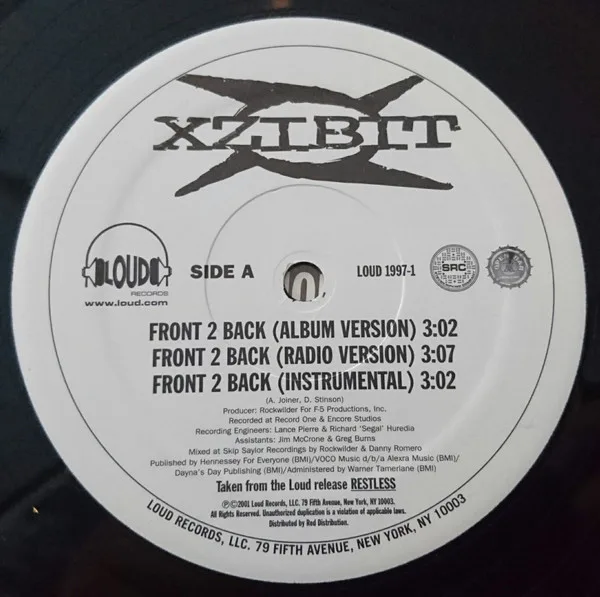 XZIBIT
LOUD
RECORDS
www.loud.com
SIDE A
LOUD 1997-1
SRC
FRONT 2 BACK (ALBUM VERSION) 3:02
FRONT 2 BACK (RADIO VERSION) 3:07
FRONT 2 BACK (INSTRUMENTAL) 3:02
(A. Joiner, D. Stinson)
Producer: Rockwilder For F-5 Productions, Inc.
Recorded at Record One & Encore Studios
Recording Engineers: Lance Pierre & Richard 'Segal' Huredia
Assistants: Jim McCrone & Greg Burns
Mixed at Skip Saylor Recordings by Rockwilder & Danny Romero
Published by Hennessey For Everyone (BMI)/VOCO Music d/b/a Alexra Music (BMI)/
Dayna's Day Publishing (BMI)/Administered by Warner Tamerlane (BMI)
Taken from the Loud release RESTLESS
℗©2001 Loud Records, LLC. 79 Fifth Avenue, New York, NY 10003.
All Rights Reserved. Unauthorized duplication is a violation of applicable laws.
Distributed by Red Distribution.
LOUD RECORDS, LLC. 79 FIFTH AVENUE, NEW YORK, NY 10003